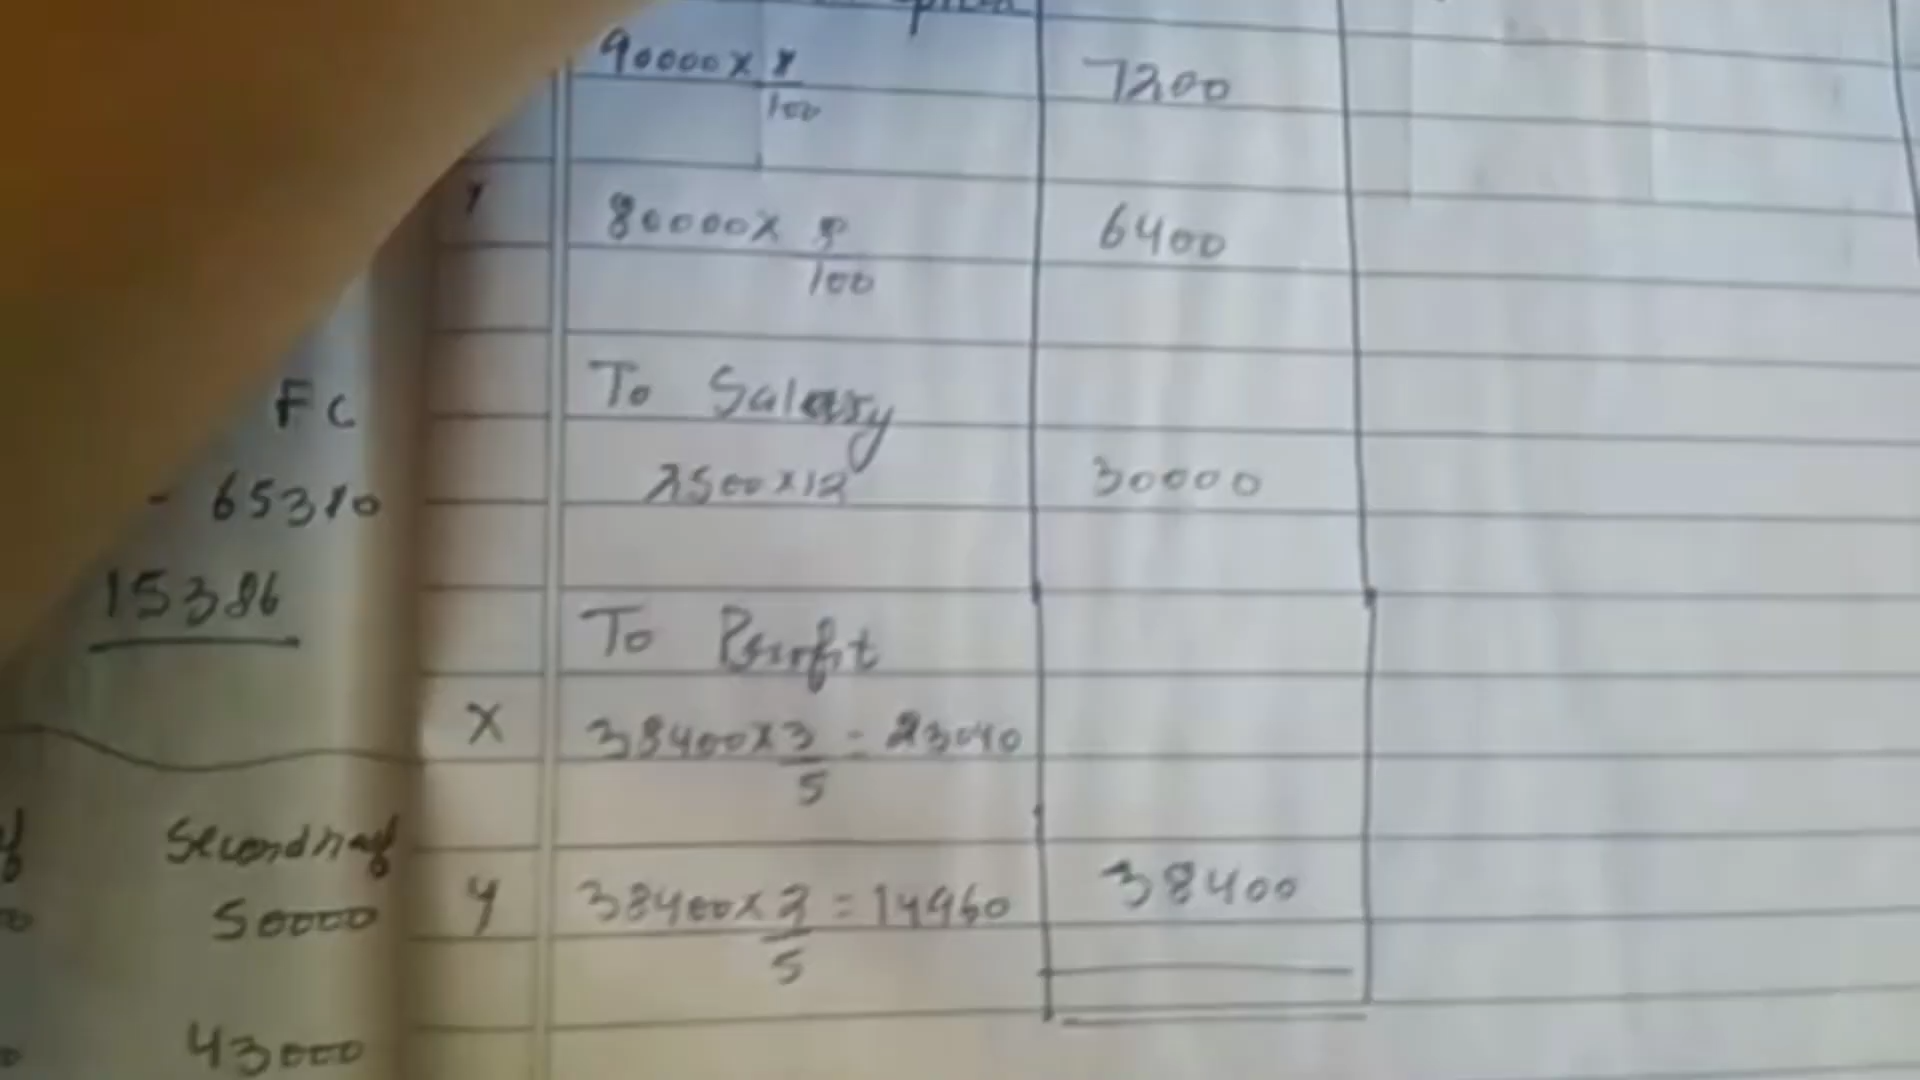 90000 x 8/100 7200
Y 80000 x 8/100 6400
To Salary
2500 x 12 30000
To Profit
X 38400 x 3/5 = 23040
Y 38400 x 2/5 = 14960 38400
FC
- 65310
15386
Secondhay
50000
43000